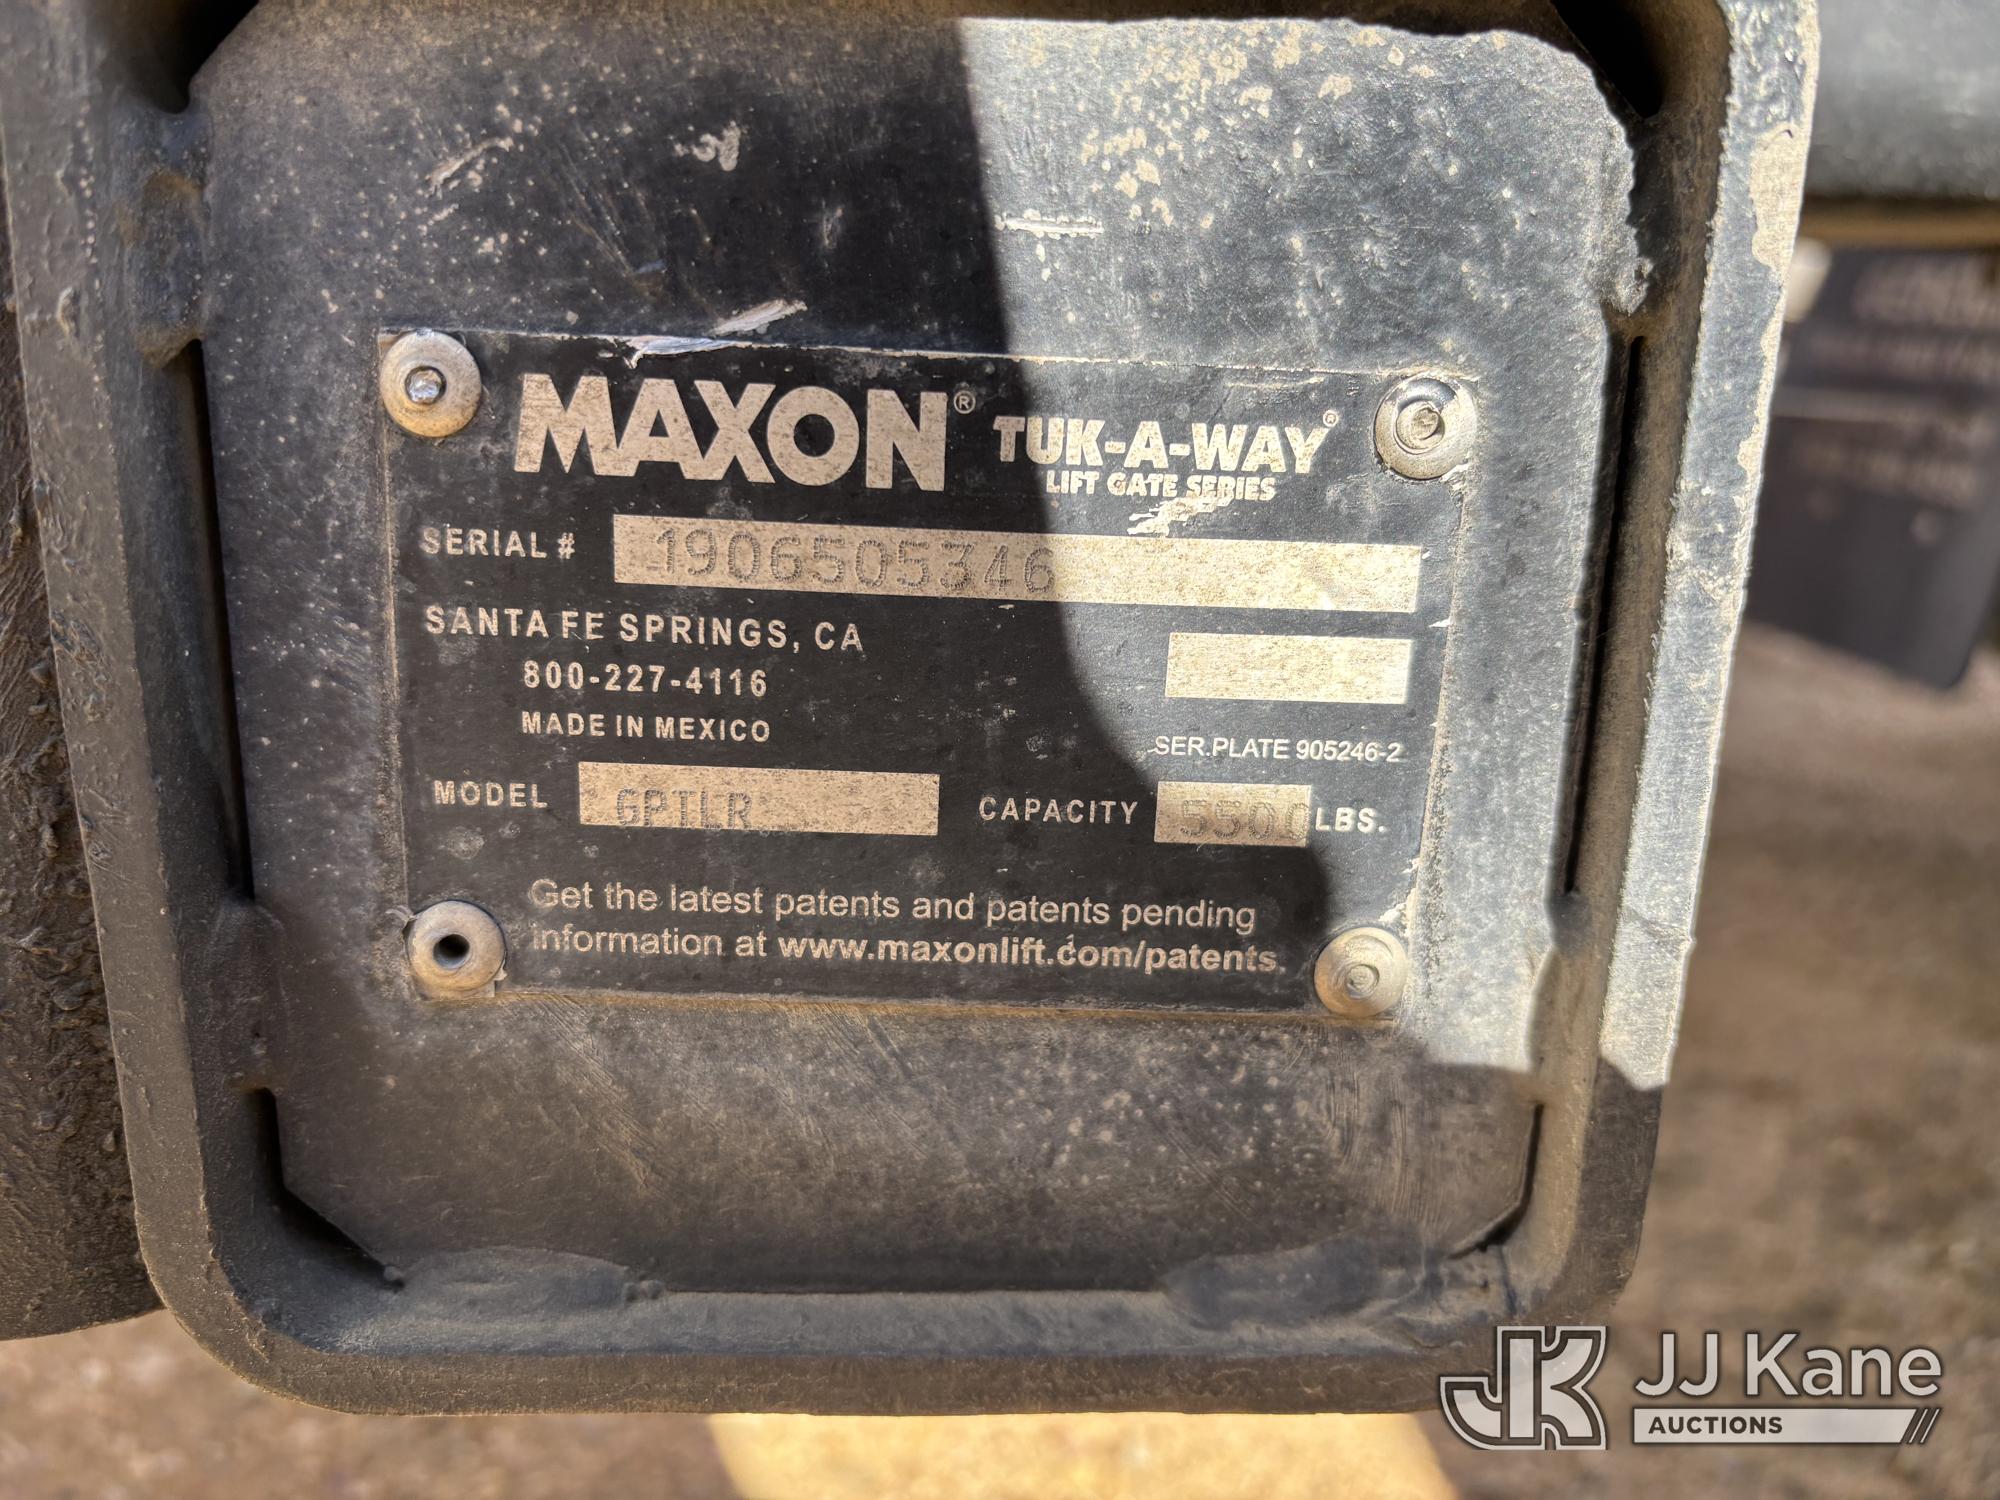 MAXON® TUK-A-WAY®
LIFT GATE SERIES
SERIAL # 1906505346
SANTA FE SPRINGS, CA
800-227-4116
MADE IN MEXICO
SER.PLATE 905246-2
MODEL GPTLR CAPACITY 5500 LBS.
Get the latest patents and patents pending
information at www.maxonlift.com/patents.
JK JJ Kane
AUCTIONS